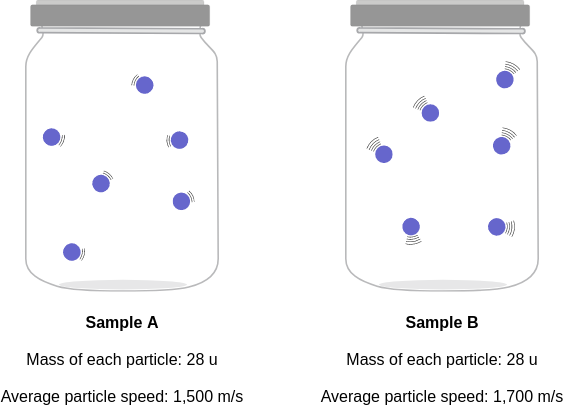 Sample A
Mass of each particle: 28 u
Average particle speed: 1,500 m/s
Sample B
Mass of each particle: 28 u
Average particle speed: 1,700 m/s